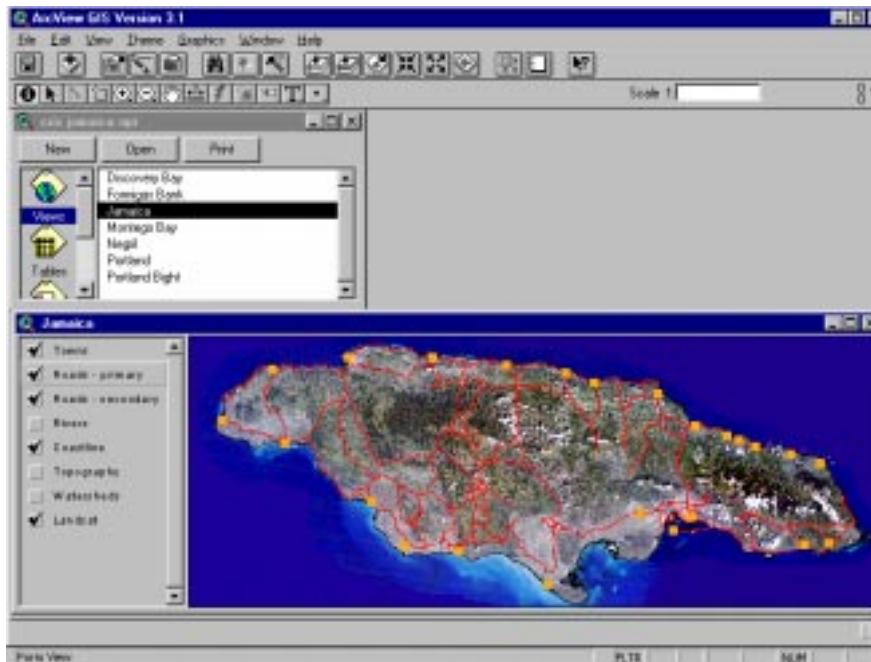 ArcView GIS Version 3.1
File Edit View Theme Graphics Window Help
Scale 1:
New Open Print
Discovery Bay
Jamaica
Montego Bay
Negril
Portland
Portland Bight
Views
Tables
Jamaica
Towns
Roads - primary
Roads - secondary
Rivers
Coastline
Topography
Watersheds
Landsat
NUM